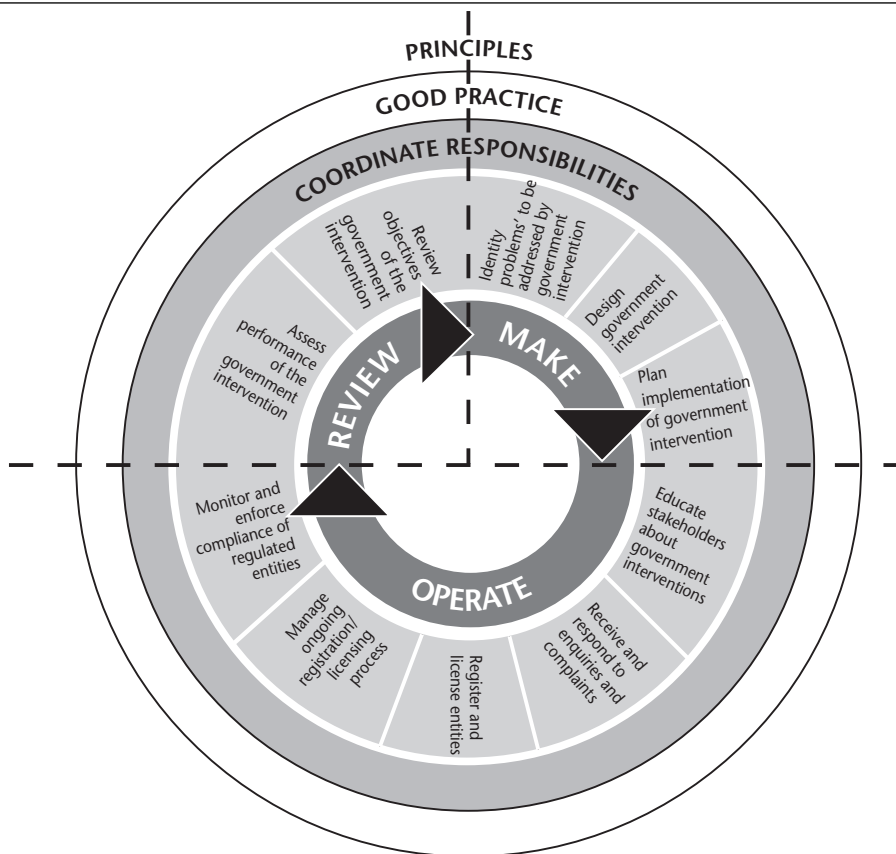 PRINCIPLES
GOOD PRACTICE
COORDINATE RESPONSIBILITIES
Identity
problems' to be
addressed by
government
intervention
Design
government
intervention
Plan
implementation
of government
intervention
Educate
stakeholders
about
government
interventions
Receive and
respond to
enquiries and
complaints
Register and
license entities
Manage
ongoing
registration/
licensing
process
Monitor and
enforce
compliance of
regulated
entities
Assess
performance
of the
government
intervention
Review
objectives
of the
government
intervention
MAKE
OPERATE
REVIEW